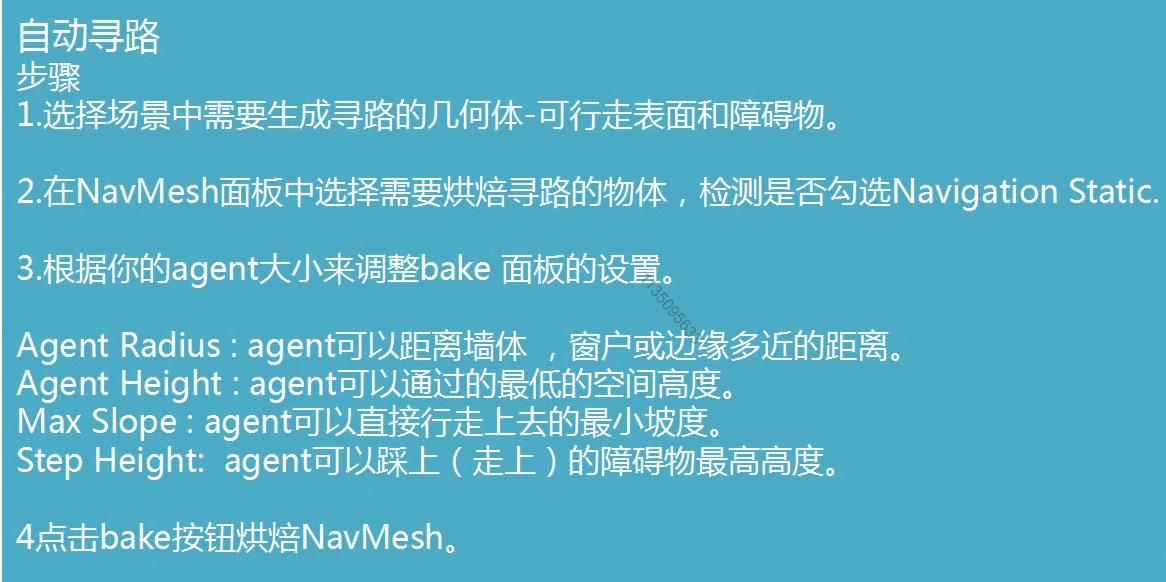 自动寻路
步骤
1.选择场景中需要生成寻路的几何体-可行走表面和障碍物。
2.在NavMesh面板中选择需要烘焙寻路的物体，检测是否勾选Navigation Static.
3.根据你的agent大小来调整bake 面板的设置。
Agent Radius : agent可以距离墙体 ，窗户或边缘多近的距离。
Agent Height : agent可以通过的最低的空间高度。
Max Slope : agent可以直接行走上去的最小坡度。
Step Height:  agent可以踩上（走上）的障碍物最高高度。
4点击bake按钮烘焙NavMesh。